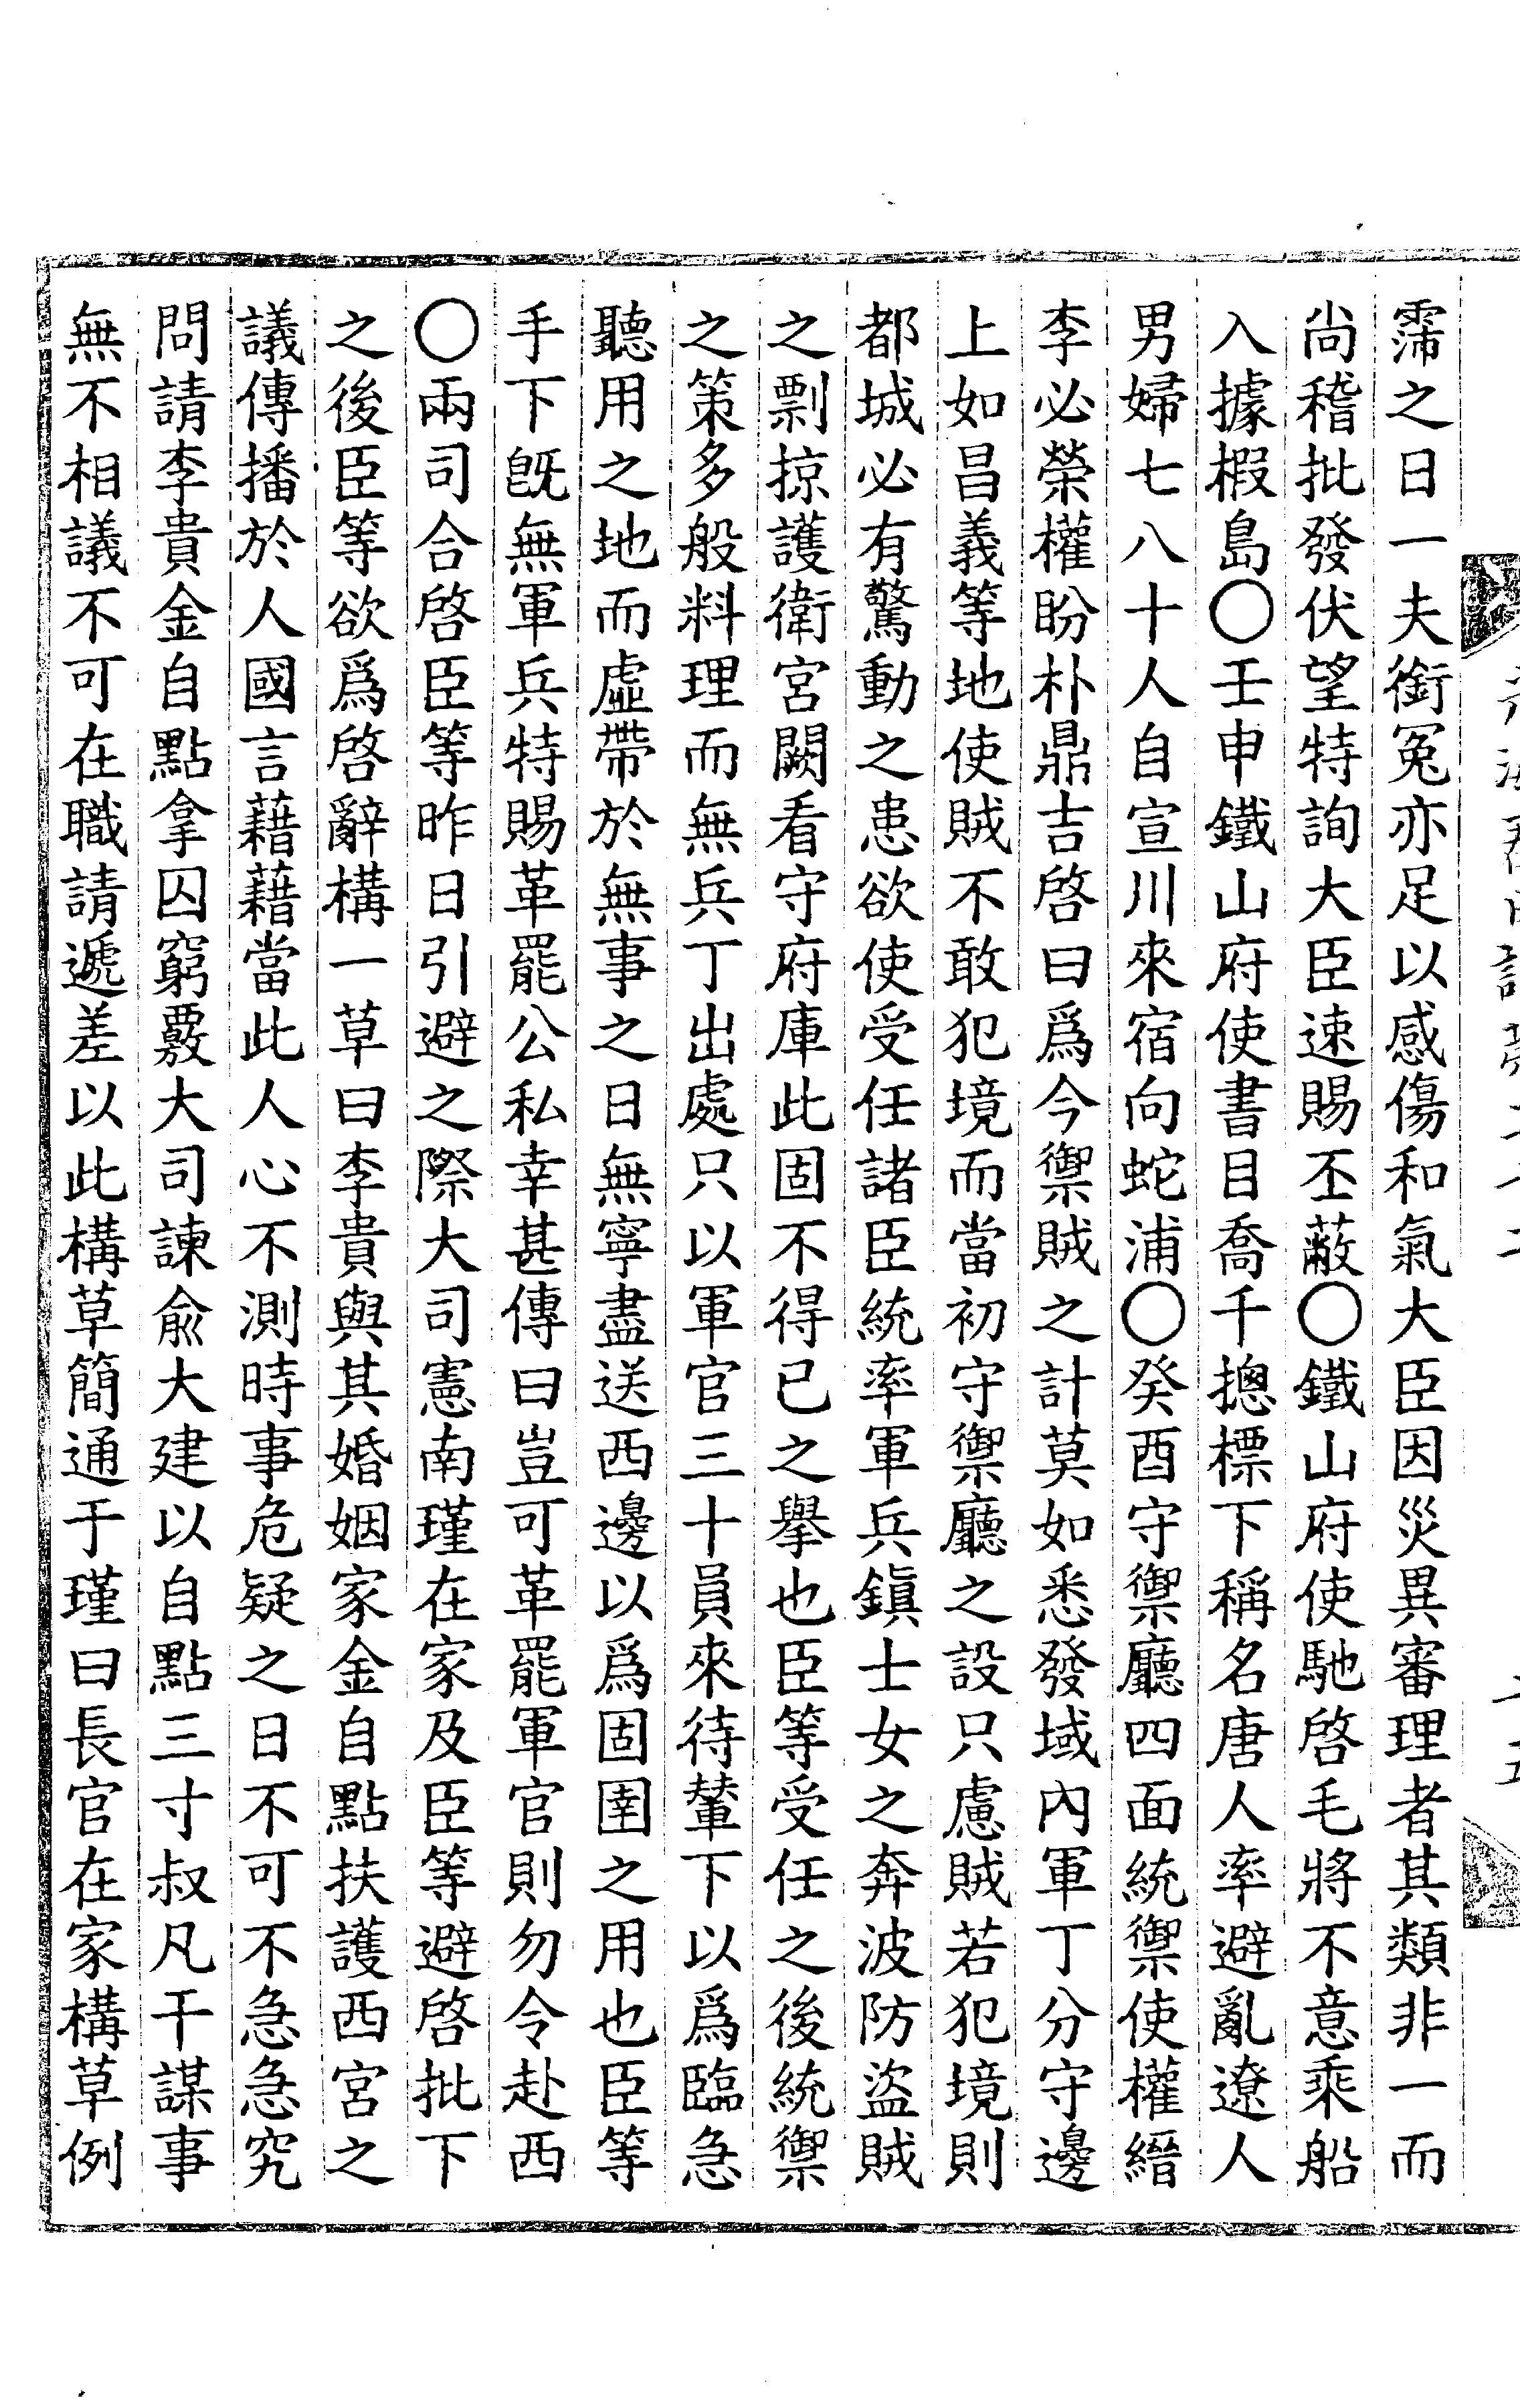 霈之日一夫銜冤亦足以感傷和氣大臣因災異審理者其類非一而
尙稽批發伏望特詢大臣速賜丕蔽〇鐵山府使馳啓毛將不意乘船
入據椵島〇壬申鐵山府使書目喬千摠標下稱名唐人率避亂遼人
男婦七八十人自宣川來宿向蛇浦〇癸酉守禦廳四面統禦使權縉
李必榮權盼朴鼎吉啓曰爲今禦賊之計莫如悉發域內軍丁分守邊
上如昌義等地使賊不敢犯境而當初守禦廳之設只慮賊若犯境則
都城必有驚動之患欲使受任諸臣統率軍兵鎭士女之奔波防盜賊
之剽掠護衛宮闕看守府庫此固不得已之擧也臣等受任之後統禦
之策多般料理而無兵丁出處只以軍官三十員來待輦下以爲臨急
聽用之地而虛帶於無事之日無寧盡送西邊以爲固圉之用也臣等
手下旣無軍兵特賜革罷公私幸甚傳曰豈可革罷軍官則勿令赴西
〇兩司合啓臣等昨日引避之際大司憲南瑾在家及臣等避啓批下
之後臣等欲爲啓辭構一草曰李貴與其婚姻家金自點扶護西宮之
議傳播於人國言藉藉當此人心不測時事危疑之日不可不急急究
問請李貴金自點拿囚窮覈大司諫兪大建以自點三寸叔凡干謀事
無不相議不可在職請遞差以此構草簡通于瑾曰長官在家構草例